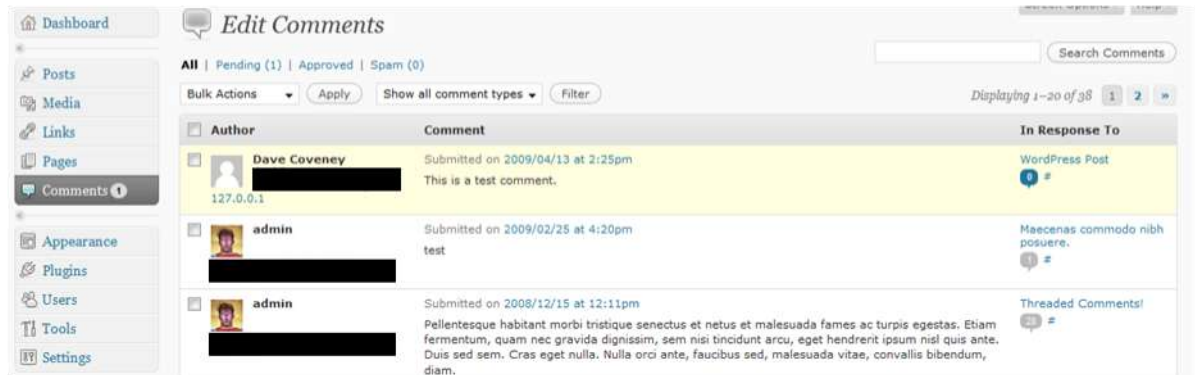 Dashboard
Posts
Media
Links
Pages
Comments 1
Appearance
Plugins
Users
Tools
Settings
Edit Comments
Screen Options
Help
All | Pending (1) | Approved | Spam (0)
Search Comments
Bulk Actions
Apply
Show all comment types
Filter
Displaying 1–20 of 38
1 2 »
Author Comment In Response To
Dave Coveney
127.0.0.1
Submitted on 2009/04/13 at 2:25pm
This is a test comment.
WordPress Post
0 #
admin
Submitted on 2009/02/25 at 4:20pm
test
Maecenas commodo nibh
posuere.
1 #
admin
Submitted on 2008/12/15 at 12:11pm
Pellentesque habitant morbi tristique senectus et netus et malesuada fames ac turpis egestas. Etiam
fermentum, quam nec gravida dignissim, sem nisi tincidunt arcu, eget hendrerit ipsum nisl quis ante.
Duis sed sem. Cras eget nulla. Nulla orci ante, faucibus sed, malesuada vitae, convallis bibendum,
diam.
Threaded Comments!
#